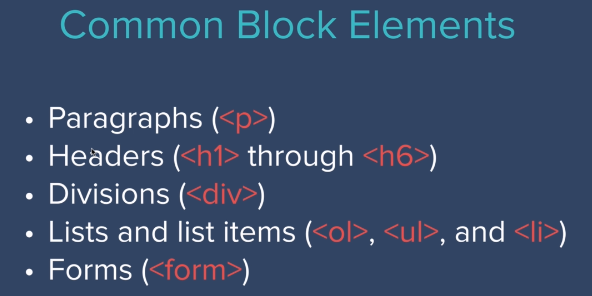 Common Block Elements
• Paragraphs (<p>)
• Headers (<h1> through <h6>)
• Divisions (<div>)
• Lists and list items (<ol>, <ul>, and <li>)
• Forms (<form>)